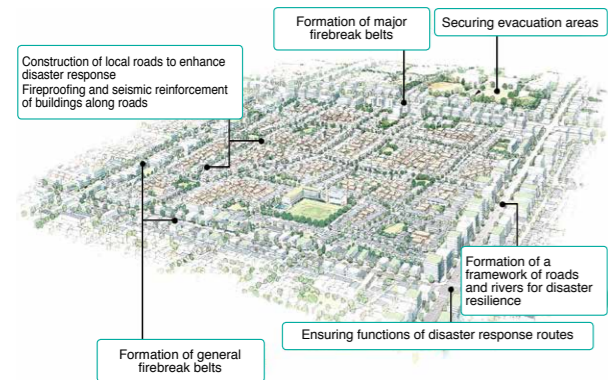 Formation of major
firebreak belts
Securing evacuation areas
Construction of local roads to enhance
disaster response
Fireproofing and seismic reinforcement
of buildings along roads
Formation of a
framework of roads
and rivers for disaster
resilience
Ensuring functions of disaster response routes
Formation of general
firebreak belts